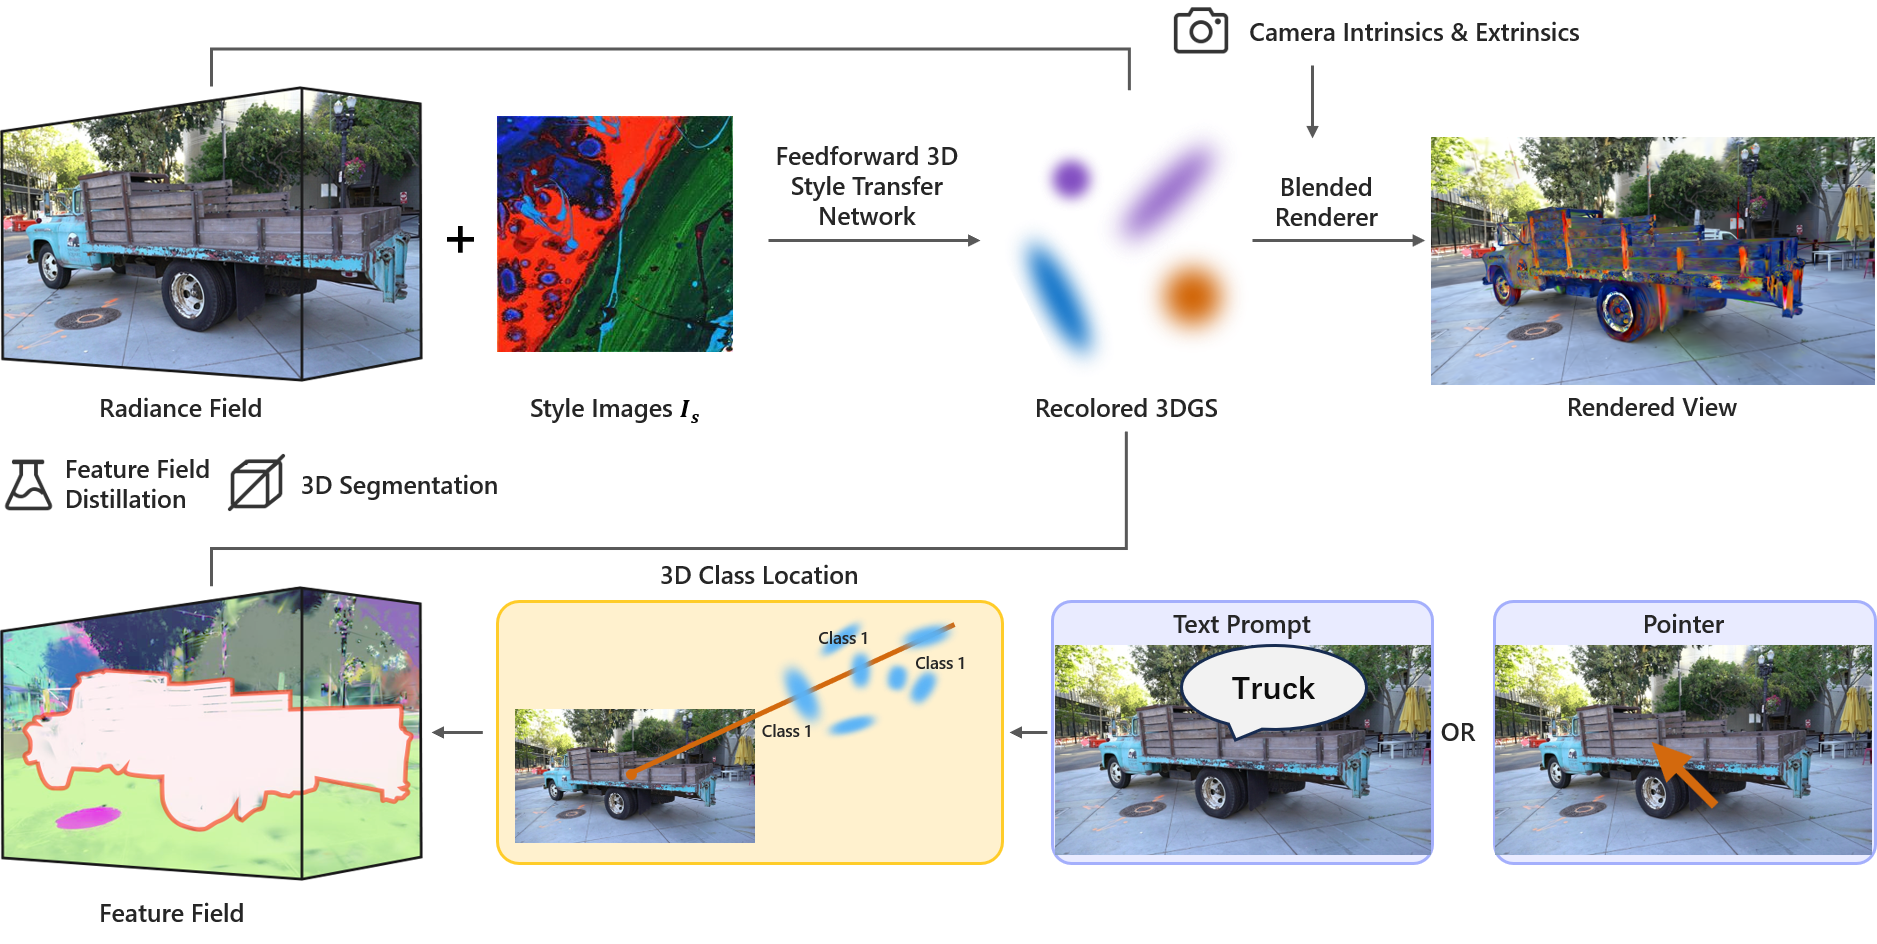 Camera Intrinsics & Extrinsics
Feedforward 3D
Style Transfer
Network
Blended
Renderer
+
Radiance Field
Style Images I_s
Recolored 3DGS
Rendered View
Feature Field
Distillation
3D Segmentation
3D Class Location
Class 1
Class 1
Class 1
Text Prompt
Truck
OR
Pointer
Feature Field